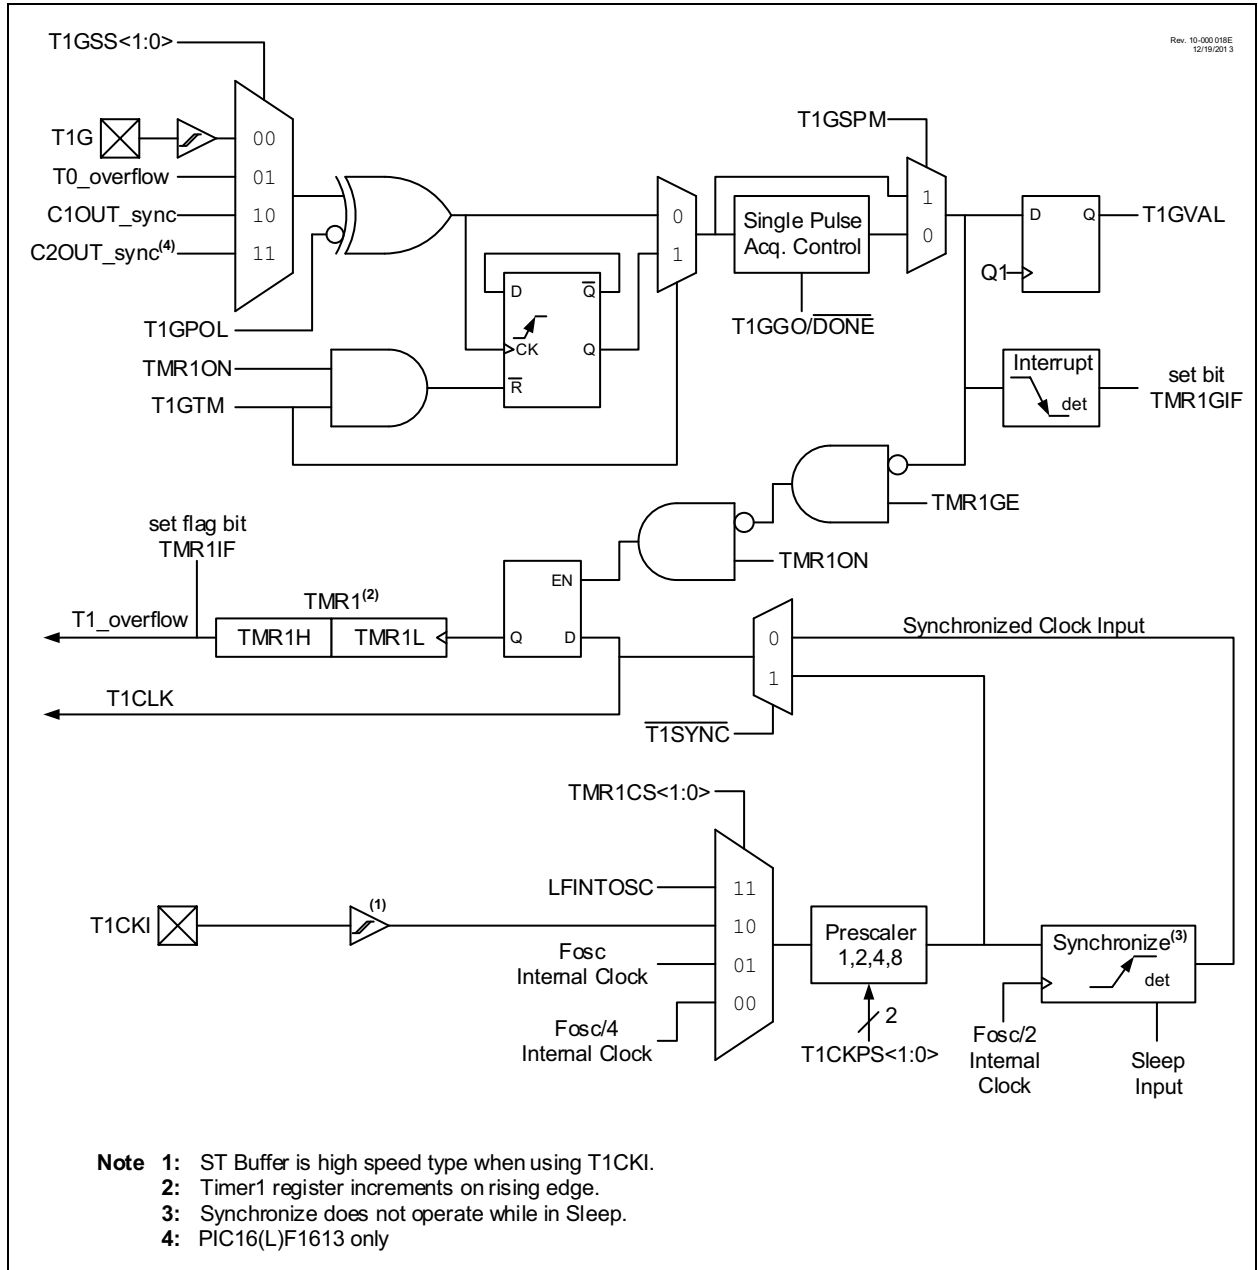 Rev. 10-000018E
12/19/2013
T1GSS<1:0>
T1G
00
T0_overflow
01
C1OUT_sync
10
C2OUT_sync(4)
11
T1GPOL
TMR1ON
T1GTM
D
Q
CK
Q
R
0
1
T1GSPM
Single Pulse
Acq. Control
T1GGO/DONE
1
0
D
Q
T1GVAL
Q1
Interrupt
det
set bit
TMR1GIF
TMR1GE
TMR1ON
set flag bit
TMR1IF
T1_overflow
TMR1(2)
TMR1H
TMR1L
EN
Q
D
T1CLK
0
1
Synchronized Clock Input
T1SYNC
TMR1CS<1:0>
LFINTOSC
11
T1CKI
(1)
10
Fosc
Internal Clock
01
Fosc/4
Internal Clock
00
Prescaler
1,2,4,8
2
T1CKPS<1:0>
Synchronize(3)
det
Fosc/2
Internal
Clock
Sleep
Input
Note 1: ST Buffer is high speed type when using T1CKI.
2: Timer1 register increments on rising edge.
3: Synchronize does not operate while in Sleep.
4: PIC16(L)F1613 only